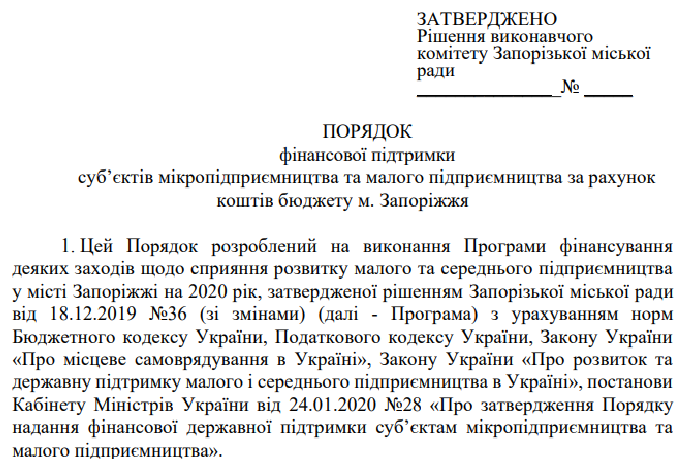 ЗАТВЕРДЖЕНО
Рішення виконавчого
комітету Запорізької міської
ради
_______________№ _____
ПОРЯДОК
фінансової підтримки
суб’єктів мікропідприємництва та малого підприємництва за рахунок
коштів бюджету м. Запоріжжя
1. Цей Порядок розроблений на виконання Програми фінансування
деяких заходів щодо сприяння розвитку малого та середнього підприємництва
у місті Запоріжжі на 2020 рік, затвердженої рішенням Запорізької міської ради
від 18.12.2019 №36 (зі змінами) (далі - Програма) з урахуванням норм
Бюджетного кодексу України, Податкового кодексу України, Закону України
«Про місцеве самоврядування в Україні», Закону України «Про розвиток та
державну підтримку малого і середнього підприємництва в Україні», постанови
Кабінету Міністрів України від 24.01.2020 №28 «Про затвердження Порядку
надання фінансової державної підтримки суб’єктам мікропідприємництва та
малого підприємництва».